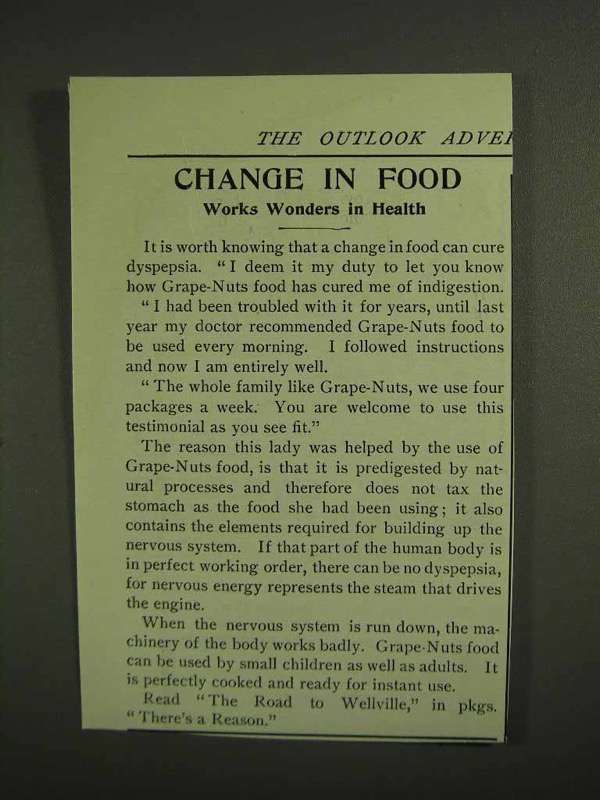 THE OUTLOOK ADVER
CHANGE IN FOOD
Works Wonders in Health
It is worth knowing that a change in food can cure
dyspepsia. "I deem it my duty to let you know
how Grape-Nuts food has cured me of indigestion.
"I had been troubled with it for years, until last
year my doctor recommended Grape-Nuts food to
be used every morning. I followed instructions
and now I am entirely well.
"The whole family like Grape-Nuts, we use four
packages a week. You are welcome to use this
testimonial as you see fit."
The reason this lady was helped by the use of
Grape-Nuts food, is that it is predigested by nat-
ural processes and therefore does not tax the
stomach as the food she had been using; it also
contains the elements required for building up the
nervous system. If that part of the human body is
in perfect working order, there can be no dyspepsia,
for nervous energy represents the steam that drives
the engine.
When the nervous system is run down, the ma-
chinery of the body works badly. Grape-Nuts food
can be used by small children as well as adults. It
is perfectly cooked and ready for instant use.
Read "The Road to Wellville," in pkgs.
"There's a Reason."